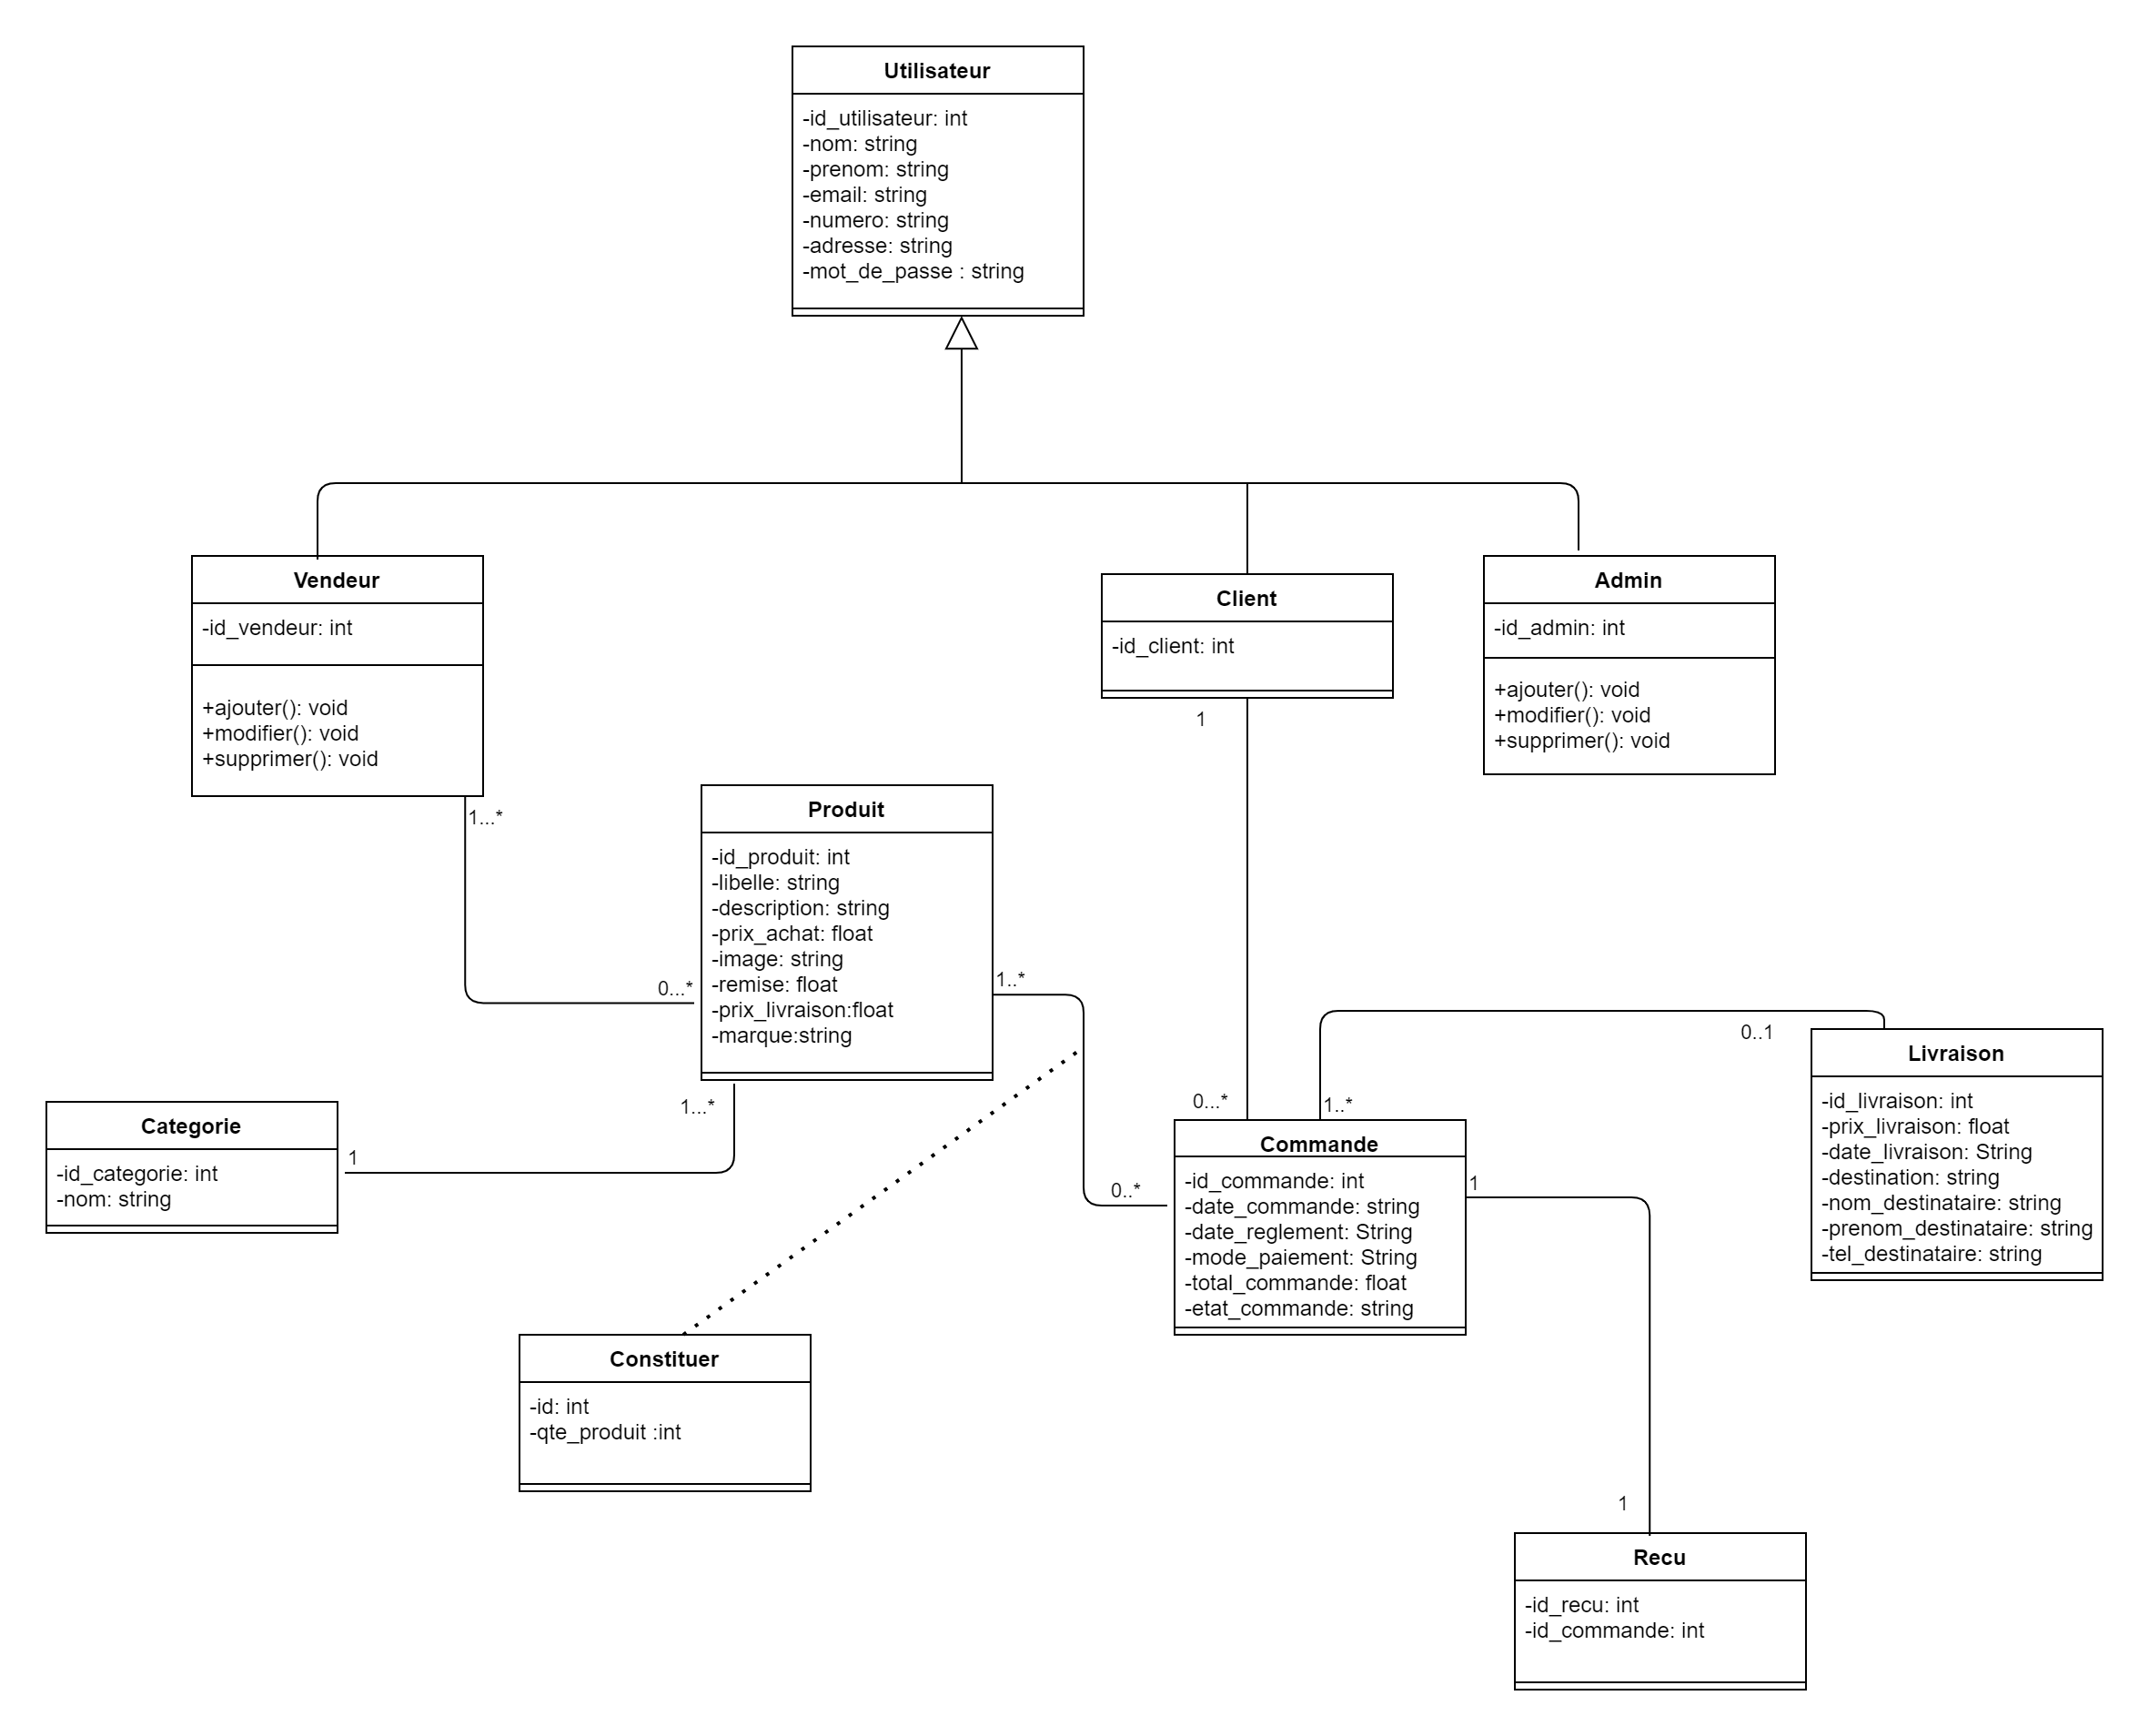 Utilisateur
-id_utilisateur: int
-nom: string
-prenom: string
-email: string
-numero: string
-adresse: string
-mot_de_passe : string
Vendeur
-id_vendeur: int
+ajouter(): void
+modifier(): void
+supprimer(): void
1...*
Client
-id_client: int
1
Admin
-id_admin: int
+ajouter(): void
+modifier(): void
+supprimer(): void
Produit
-id_produit: int
-libelle: string
-description: string
-prix_achat: float
-image: string
-remise: float
-prix_livraison:float
-marque:string
0...*
1..*
1...*
Categorie
-id_categorie: int
-nom: string
1
0...*
1..*
0..1
Livraison
-id_livraison: int
-prix_livraison: float
-date_livraison: String
-destination: string
-nom_destinataire: string
-prenom_destinataire: string
-tel_destinataire: string
0..*
Commande
-id_commande: int
-date_commande: string
-date_reglement: String
-mode_paiement: String
-total_commande: float
-etat_commande: string
1
Constituer
-id: int
-qte_produit :int
1
Recu
-id_recu: int
-id_commande: int